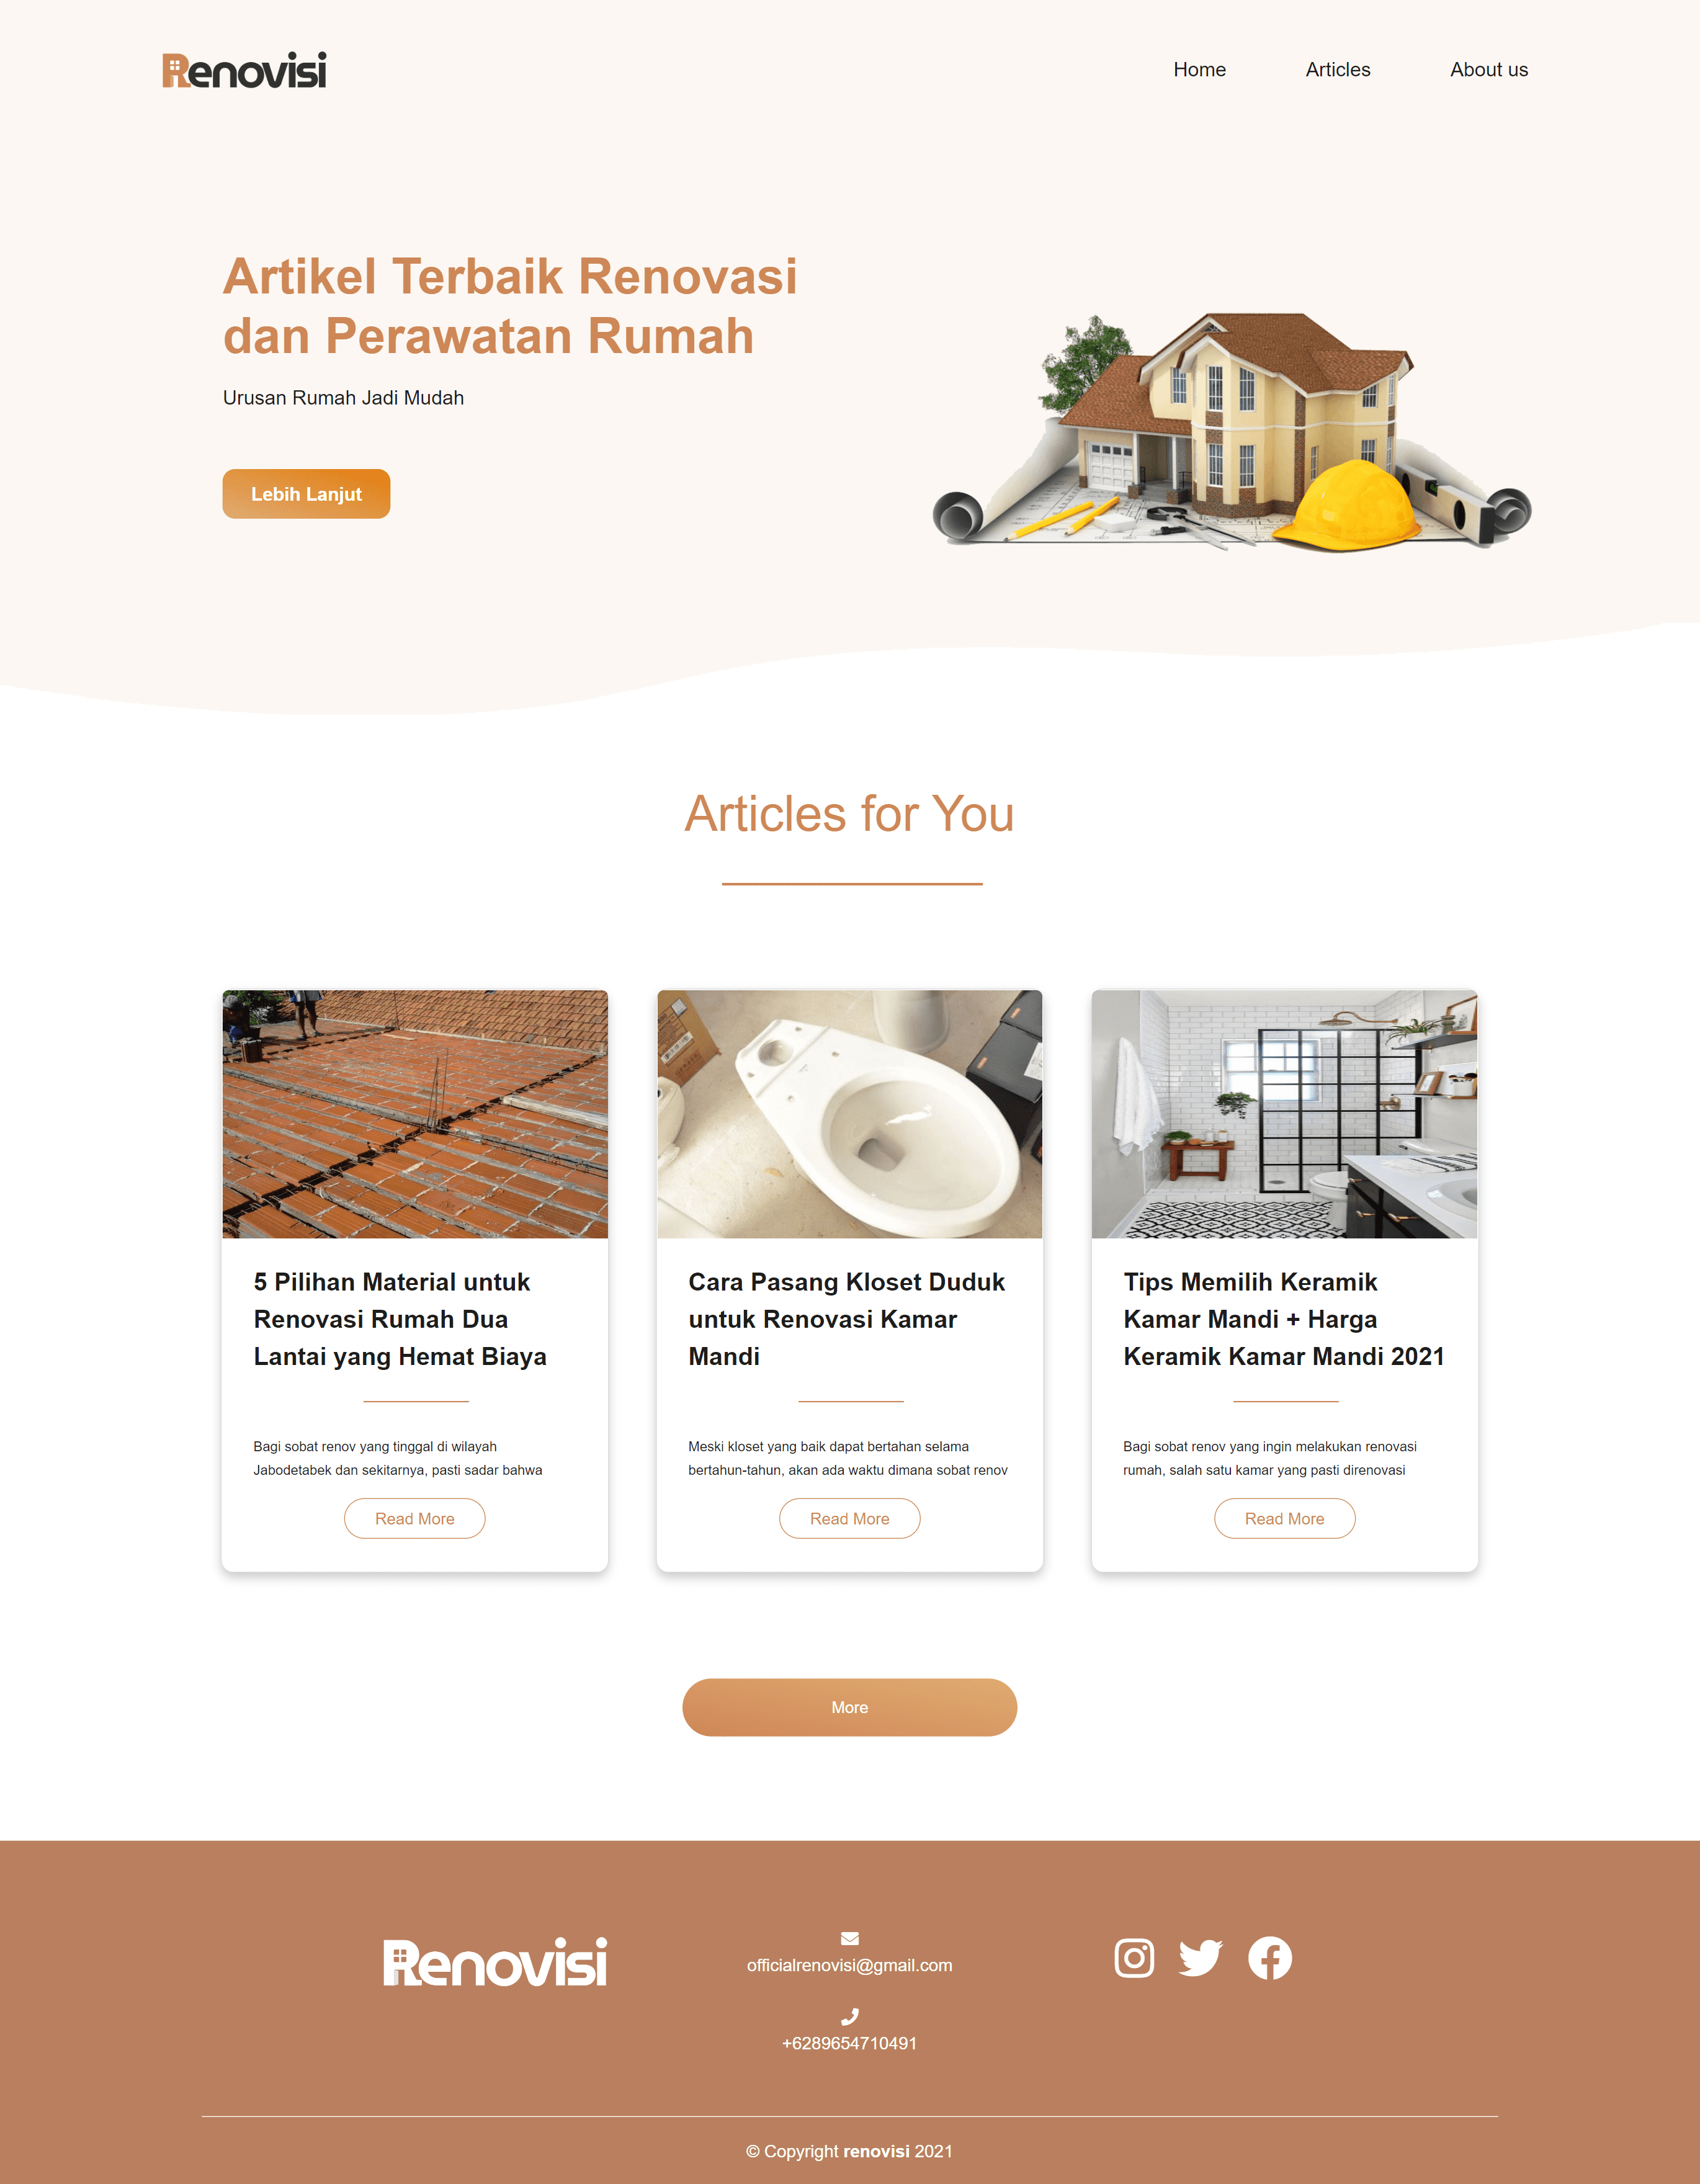 Renovisi
Home
Articles
About us
Artikel Terbaik Renovasi
dan Perawatan Rumah
Urusan Rumah Jadi Mudah
Lebih Lanjut
Articles for You
5 Pilihan Material untuk
Renovasi Rumah Dua
Lantai yang Hemat Biaya
Bagi sobat renov yang tinggal di wilayah
Jabodetabek dan sekitarnya, pasti sadar bahwa
Read More
Cara Pasang Kloset Duduk
untuk Renovasi Kamar
Mandi
Meski kloset yang baik dapat bertahan selama
bertahun-tahun, akan ada waktu dimana sobat renov
Read More
Tips Memilih Keramik
Kamar Mandi + Harga
Keramik Kamar Mandi 2021
Bagi sobat renov yang ingin melakukan renovasi
rumah, salah satu kamar yang pasti direnovasi
Read More
More
Renovisi
officialrenovisi@gmail.com
+6289654710491
© Copyright renovisi 2021